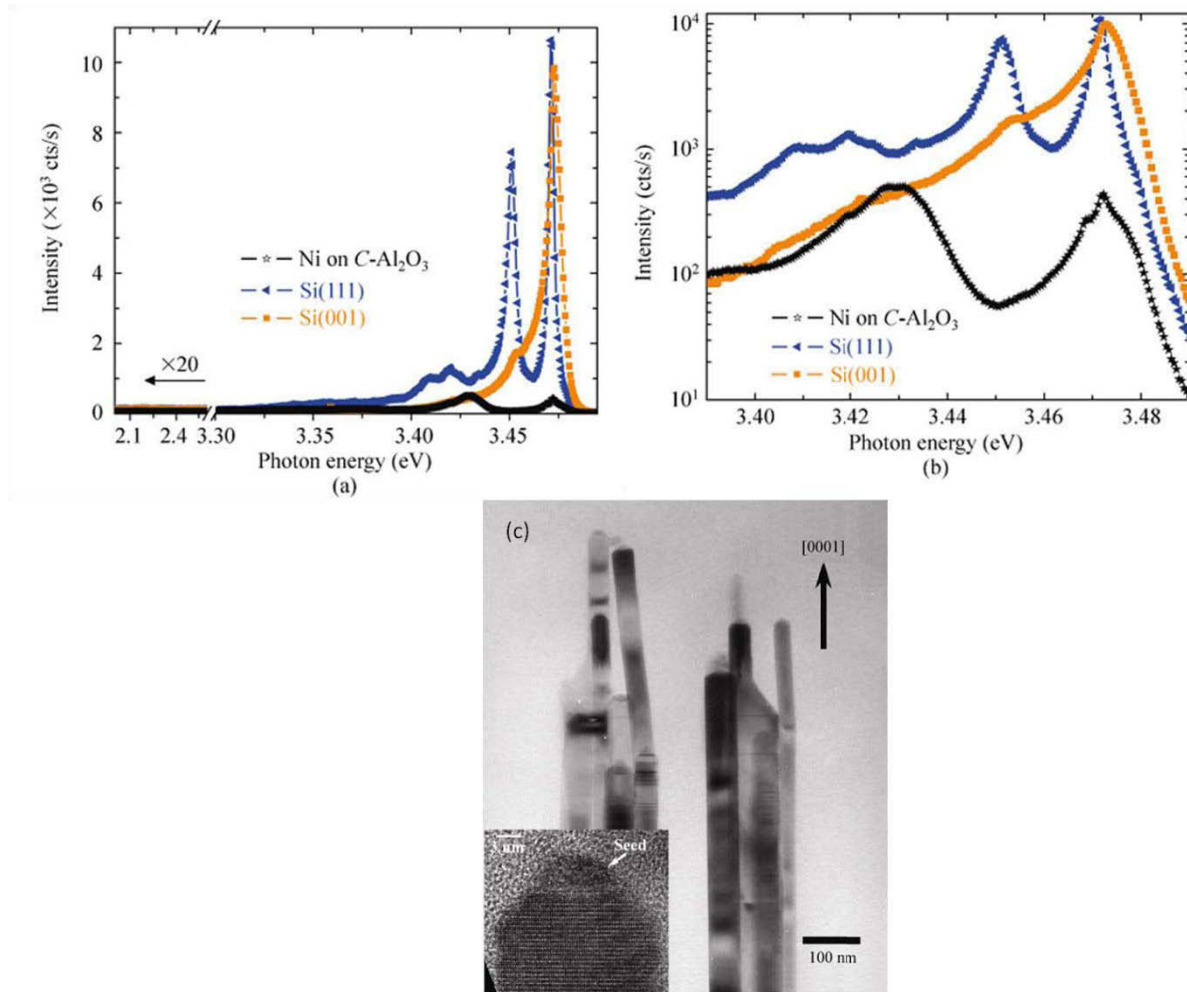 10
8
6
4
2
0
Intensity (×10³ cts/s)
Ni on C-Al₂O₃
Si(111)
Si(001)
×20
2.1 2.4 3.30 3.35 3.40 3.45
Photon energy (eV)
(a)
10⁴
10³
10²
10¹
Intensity (cts/s)
Ni on C-Al₂O₃
Si(111)
Si(001)
3.40 3.42 3.44 3.46 3.48
Photon energy (eV)
(b)
(c)
[0001]
Seed
100 nm